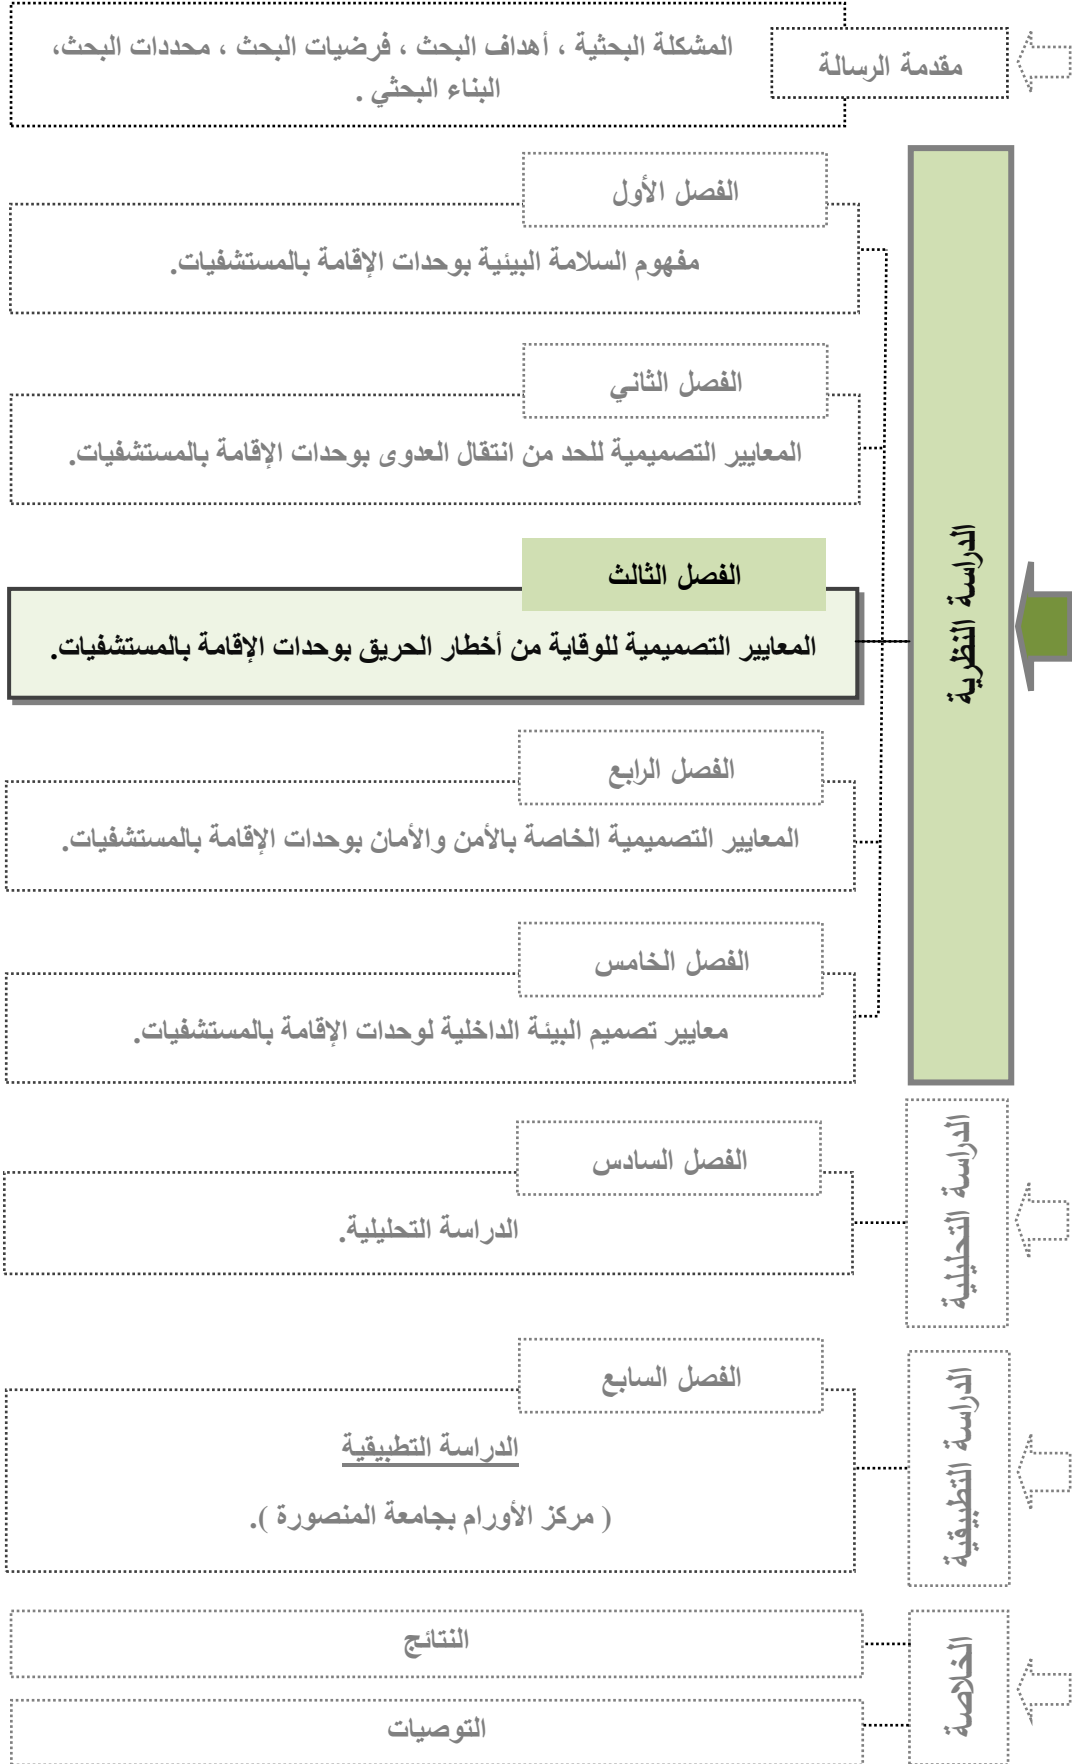 مقدمة الرسالة
المشكلة البحثية ، أهداف البحث ، فرضيات البحث ، محددات البحث،
البناء البحثي .
الدراسة النظرية
الفصل الأول
مفهوم السلامة البيئية بوحدات الإقامة بالمستشفيات.
الفصل الثاني
المعايير التصميمية للحد من انتقال العدوى بوحدات الإقامة بالمستشفيات.
الفصل الثالث
المعايير التصميمية للوقاية من أخطار الحريق بوحدات الإقامة بالمستشفيات.
الفصل الرابع
المعايير التصميمية الخاصة بالأمن والأمان بوحدات الإقامة بالمستشفيات.
الفصل الخامس
معايير تصميم البيئة الداخلية لوحدات الإقامة بالمستشفيات.
الدراسة التحليلية
الفصل السادس
الدراسة التحليلية.
الدراسة التطبيقية
الفصل السابع
الدراسة التطبيقية
( مركز الأورام بجامعة المنصورة ).
الخلاصة
النتائج
التوصيات